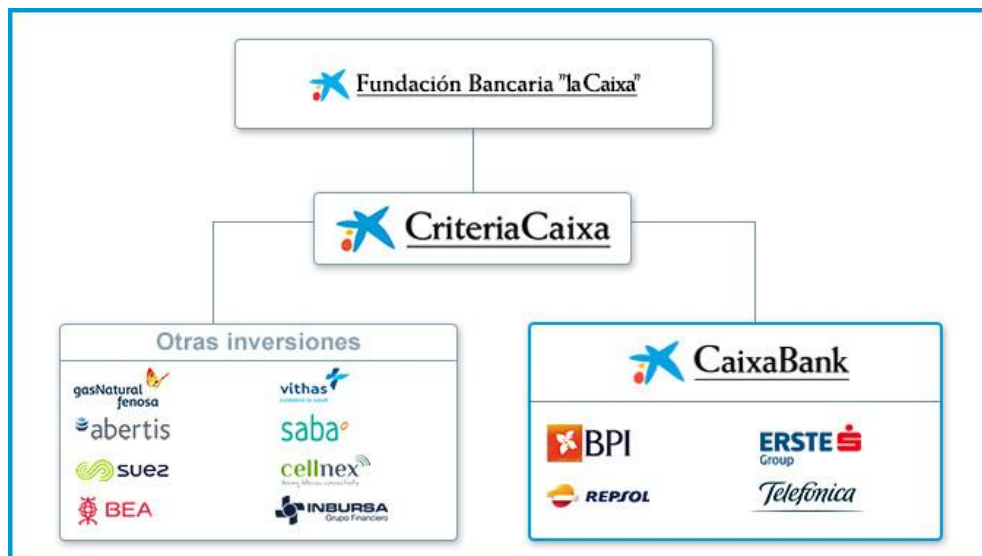 Fundación Bancaria "la Caixa"
CriteriaCaixa
Otras inversiones
gasNatural
fenosa
vithas
abertis
saba
suez
cellnex
BEA
INBURSA
Grupo Financiero
CaixaBank
BPI
ERSTE
Group
REPSOL
Telefónica